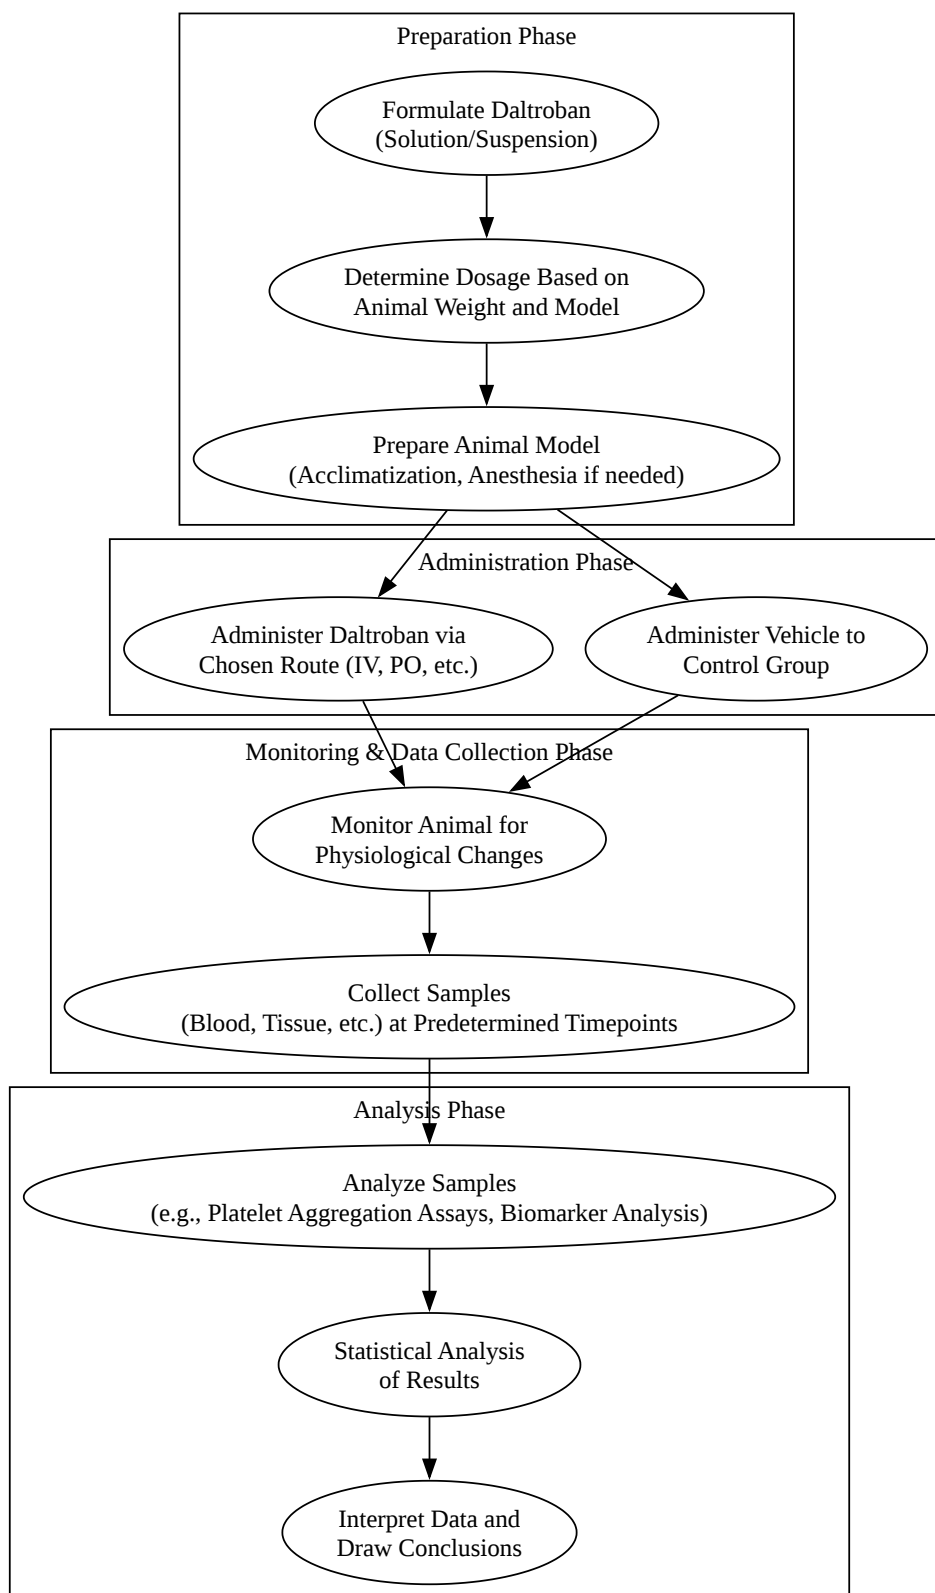 Preparation Phase
Formulate Daltroban
(Solution/Suspension)
Determine Dosage Based on
Animal Weight and Model
Prepare Animal Model
(Acclimatization, Anesthesia if needed)
Administration Phase
Administer Daltroban via
Chosen Route (IV, PO, etc.)
Administer Vehicle to
Control Group
Monitoring & Data Collection Phase
Monitor Animal for
Physiological Changes
Collect Samples
(Blood, Tissue, etc.) at Predetermined Timepoints
Analysis Phase
Analyze Samples
(e.g., Platelet Aggregation Assays, Biomarker Analysis)
Statistical Analysis
of Results
Interpret Data and
Draw Conclusions